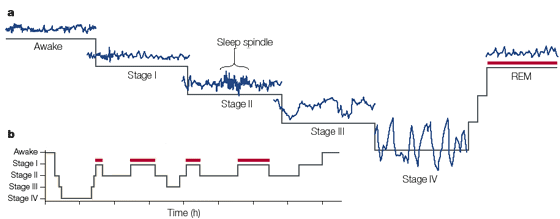 a
Awake
Stage I
Sleep spindle
Stage II
Stage III
Stage IV
REM
b
Awake
Stage I
Stage II
Stage III
Stage IV
Time (h)